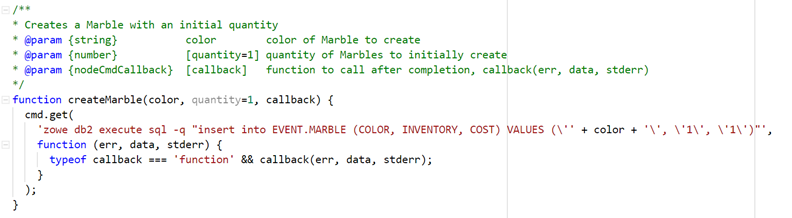 /**
* Creates a Marble with an initial quantity
* @param {string} color color of Marble to create
* @param {number} [quantity=1] quantity of Marbles to initially create
* @param {nodeCmdCallback} [callback] function to call after completion, callback(err, data, stderr)
*/
function createMarble(color, quantity=1, callback) {
cmd.get(
'zowe db2 execute sql -q "insert into EVENT.MARBLE (COLOR, INVENTORY, COST) VALUES (\'' + color + '\', \'1\', \'1\')"',
function (err, data, stderr) {
typeof callback === 'function' && callback(err, data, stderr);
}
);
}